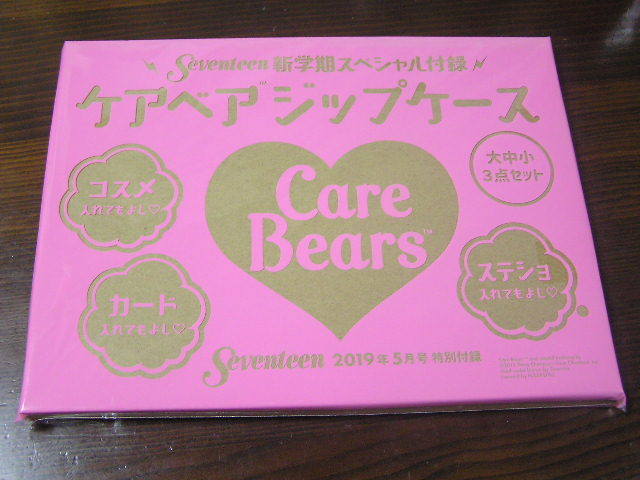 Seventeen 新学期スペシャル付録
ケアベア™ジップケース
大中小
3点セット
コスメ
入れてもよし♡
Care
Bears™
ステショ
入れてもよし♡
カード
入れてもよし♡
Seventeen 2019年5月号 特別付録